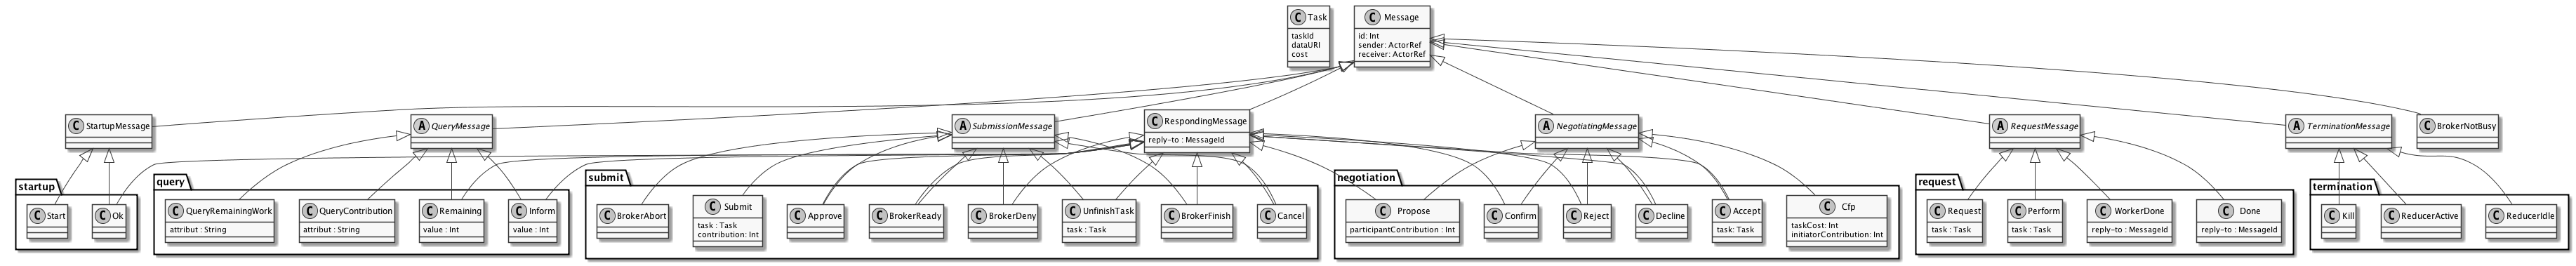 C Task
taskId
dataURI
cost
C Message
id: Int
sender: ActorRef
receiver: ActorRef
C StartupMessage
A QueryMessage
A SubmissionMessage
C RespondingMessage
reply-to : MessageId
A NegotiatingMessage
A RequestMessage
A TerminationMessage
C BrokerNotBusy
startup
C Start
C Ok
query
C QueryRemainingWork
attribut : String
C QueryContribution
attribut : String
C Remaining
value : Int
C Inform
value : Int
submit
C BrokerAbort
C Submit
task : Task
contribution: Int
C Approve
C BrokerReady
C BrokerDeny
C UnfinishTask
task : Task
C BrokerFinish
C Cancel
negotiation
C Propose
participantContribution : Int
C Confirm
C Reject
C Decline
C Accept
task: Task
C Cfp
taskCost: Int
initiatorContribution: Int
request
C Request
task : Task
C Perform
task : Task
C WorkerDone
reply-to : MessageId
C Done
reply-to : MessageId
termination
C Kill
C ReducerActive
C ReducerIdle